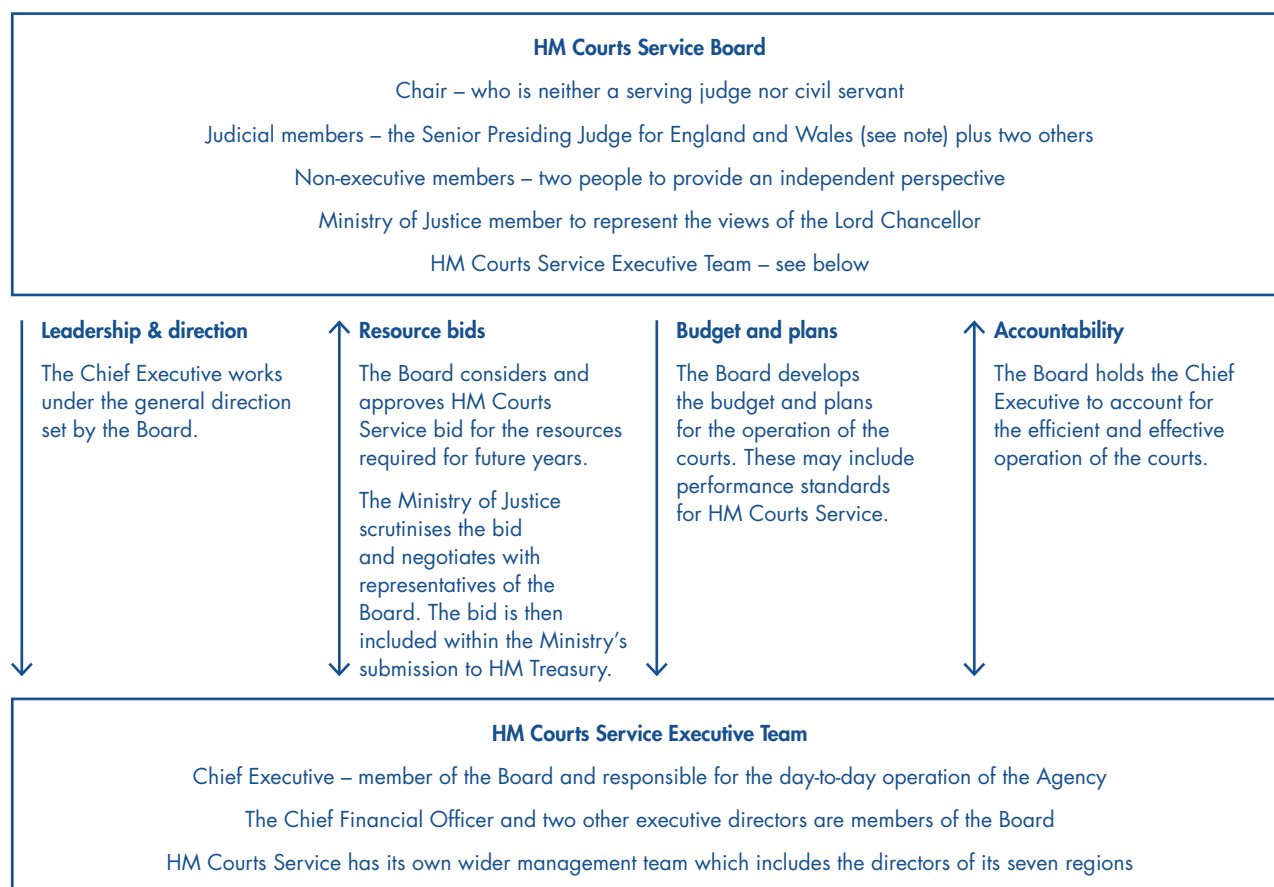 HM Courts Service Board
Chair – who is neither a serving judge nor civil servant
Judicial members – the Senior Presiding Judge for England and Wales (see note) plus two others
Non-executive members – two people to provide an independent perspective
Ministry of Justice member to represent the views of the Lord Chancellor
HM Courts Service Executive Team – see below
Leadership & direction
The Chief Executive works
under the general direction
set by the Board.
Resource bids
The Board considers and
approves HM Courts
Service bid for the resources
required for future years.
The Ministry of Justice
scrutinises the bid
and negotiates with
representatives of the
Board. The bid is then
included within the Ministry’s
submission to HM Treasury.
Budget and plans
The Board develops
the budget and plans
for the operation of the
courts. These may include
performance standards
for HM Courts Service.
Accountability
The Board holds the Chief
Executive to account for
the efficient and effective
operation of the courts.
HM Courts Service Executive Team
Chief Executive – member of the Board and responsible for the day-to-day operation of the Agency
The Chief Financial Officer and two other executive directors are members of the Board
HM Courts Service has its own wider management team which includes the directors of its seven regions